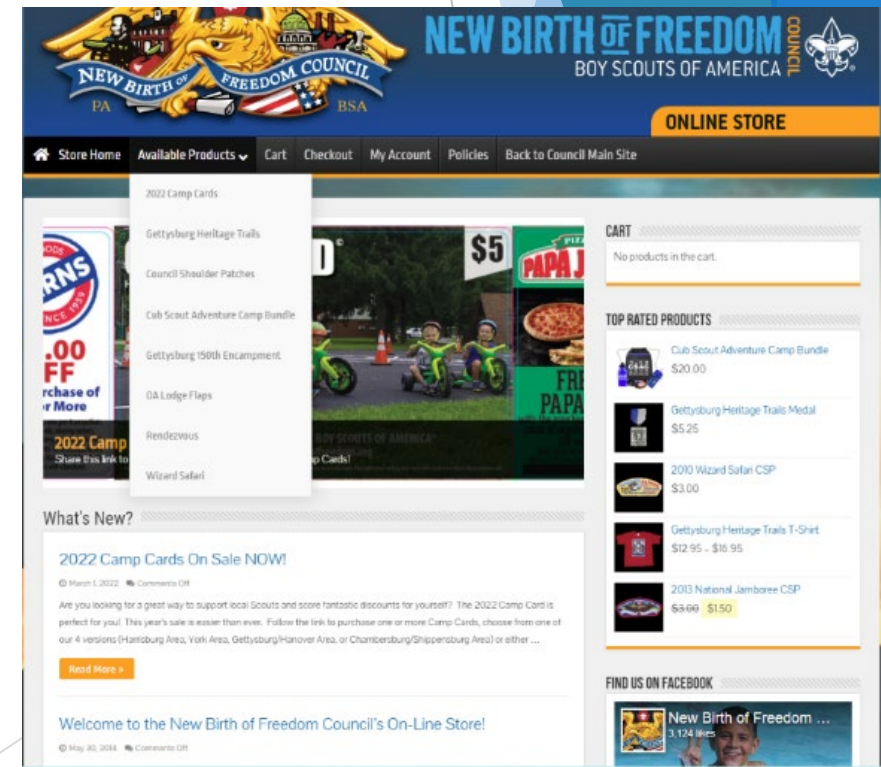 NEW BIRTH OF FREEDOM COUNCIL
PA BSA
NEW BIRTH OF FREEDOM
COUNCIL
BOY SCOUTS OF AMERICA
ONLINE STORE
Store Home Available Products Cart Checkout My Account Policies Back to Council Main Site
2022 Camp Cards
Gettysburg Heritage Trails
Council Shoulder Patches
Cub Scout Adventure Camp Bundle
Gettysburg 150th Encampment
OA Lodge Flaps
Rendezvous
Wizard Safari
$5
.00
FF
rchase of
r More
SINCE 1959
PAPA J
FRE
PAPA
BOY SCOUTS OF AMERICA
2022 Camp
Share this link to
p Cards!
What's New?
2022 Camp Cards On Sale NOW!
March 1, 2022 Comments Off
Are you looking for a great way to support local Scouts and score fantastic discounts for yourself? The 2022 Camp Card is
perfect for you! This year's sale is easier than ever. Follow the link to purchase one or more Camp Cards, choose from one of
our 4 versions (Harrisburg Area, York Area, Gettysburg/Hanover Area, or Chambersburg/Shippensburg Area) or either ...
Read More »
Welcome to the New Birth of Freedom Council's On-Line Store!
May 20, 2014 Comments Off
CART
No products in the cart.
TOP RATED PRODUCTS
Cub Scout Adventure Camp Bundle
$20.00
Gettysburg Heritage Trails Medal
$5.25
2010 Wizard Safari CSP
$3.00
Gettysburg Heritage Trails T-Shirt
$12.95 – $16.95
2013 National Jamboree CSP
$3.00 $1.50
FIND US ON FACEBOOK
New Birth of Freedom ...
3,124 likes